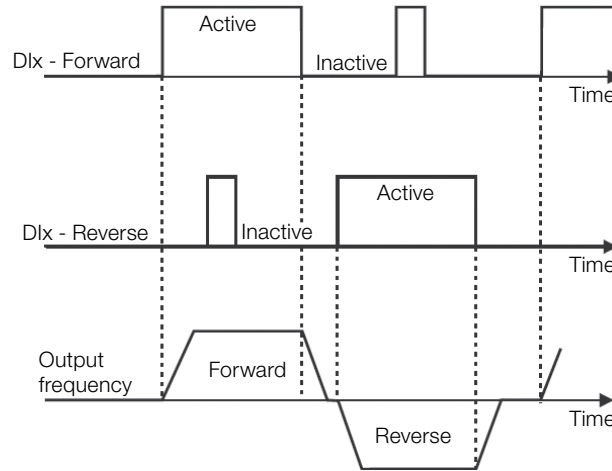 Active
DIx - Forward
Inactive
Time
Active
DIx - Reverse
Inactive
Time
Output
frequency
Forward
Time
Reverse